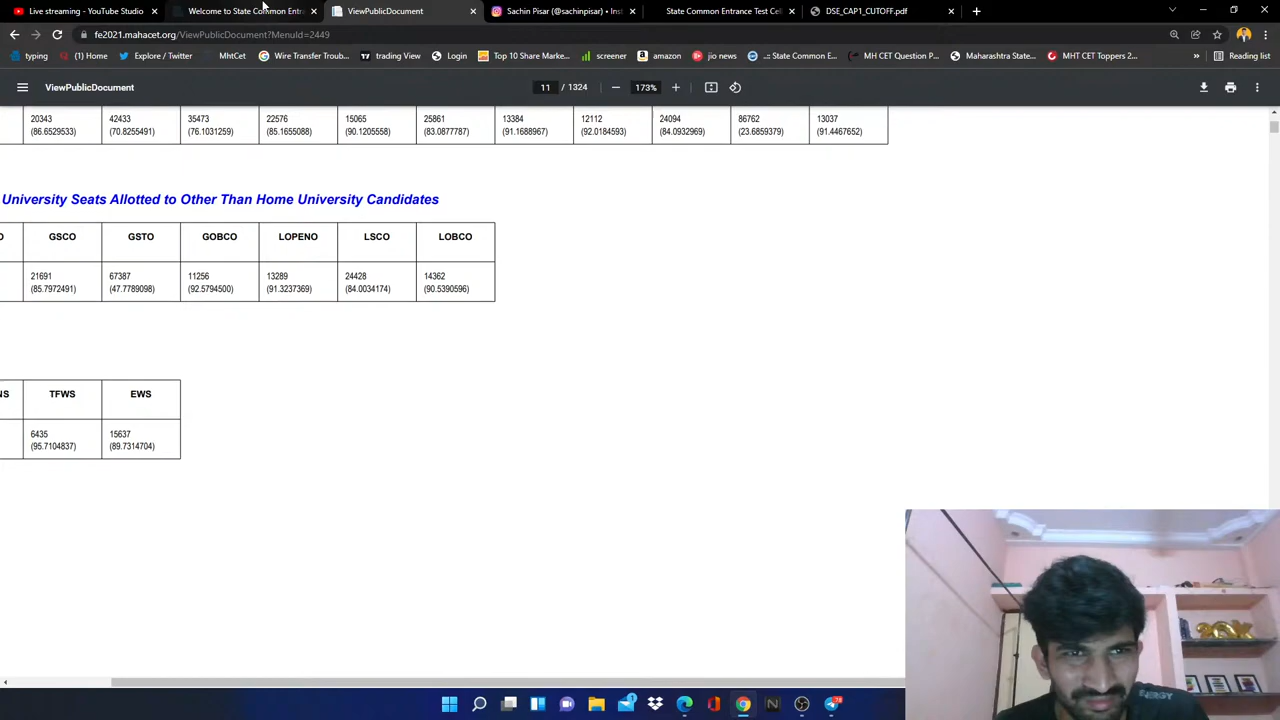 Live streaming - YouTube Studio
Welcome to State Common Entra
ViewPublicDocument
Sachin Pisar (@sachinpisar) • Inst
State Common Entrance Test Cel
DSE_CAP1_CUTOFF.pdf
fe2021.mahacet.org/ViewPublicDocument?MenuId=2449
typing
(1) Home
Explore / Twitter
MhtCet
Wire Transfer Troub...
trading View
Login
Top 10 Share Marke...
screener
amazon
jio news
..:: State Common E...
MH CET Question P...
Maharashtra State...
MHT CET Toppers 2...
»
Reading list
ViewPublicDocument
11 / 1324
173%
20343 42433 35473 22576 15065 25861 13384 12112 24094 86762 13037
(86.6529533) (70.8255491) (76.1031259) (85.1655088) (90.1205558) (83.0877787) (91.1688967) (92.0184593) (84.0932969) (23.6859379) (91.4467652)
University Seats Allotted to Other Than Home University Candidates
O GSCO GSTO GOBCO LOPENO LSCO LOBCO
21691 67387 11256 13289 24428 14362
(85.7972491) (47.7789098) (92.5794500) (91.3237369) (84.0034174) (90.5390596)
NS TFWS EWS
6435 15637
(95.7104837) (89.7314704)
ENERGY